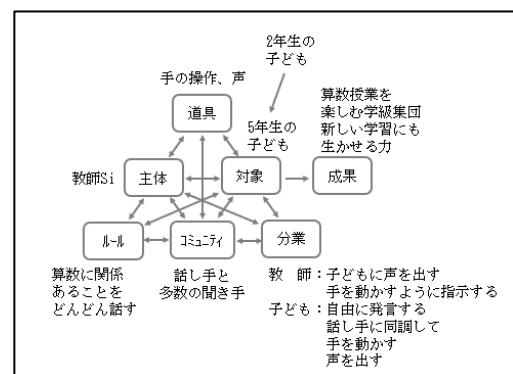 2年生の
子ども
手の操作、声
道具
5年生の
子ども
算数授業を
楽しむ学級集団
新しい学習にも
生かせる力
教師Si
主体
対象
成果
ルール
コミュニティ
分業
算数に関係
あることを
どんどん話す
話し手と
多数の聞き手
教 師：子どもに声を出す
手を動かすように指示する
子ども：自由に発言する
話し手に同調して
手を動かす
声を出す